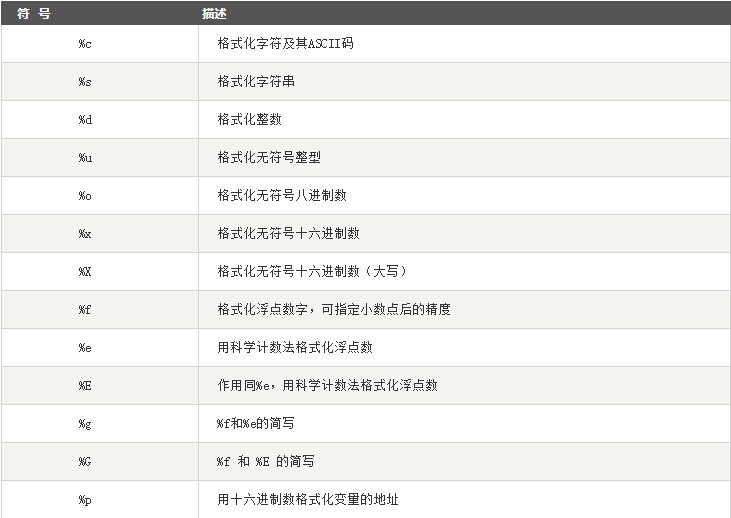 符 号 描述
%c 格式化字符及其ASCII码
%s 格式化字符串
%d 格式化整数
%u 格式化无符号整型
%o 格式化无符号八进制数
%x 格式化无符号十六进制数
%X 格式化无符号十六进制数（大写）
%f 格式化浮点数字，可指定小数点后的精度
%e 用科学计数法格式化浮点数
%E 作用同%e，用科学计数法格式化浮点数
%g %f和%e的简写
%G %f 和 %E 的简写
%p 用十六进制数格式化变量的地址